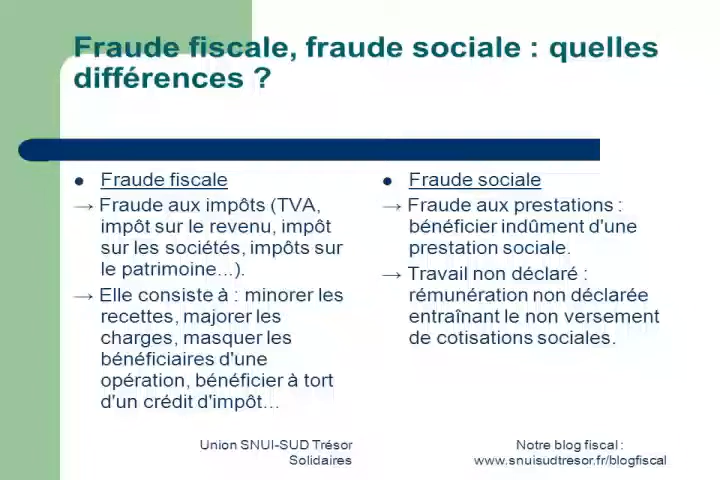 Fraude fiscale, fraude sociale : quelles
différences ?
● Fraude fiscale
→ Fraude aux impôts (TVA,
impôt sur le revenu, impôt
sur les sociétés, impôts sur
le patrimoine...).
→ Elle consiste à : minorer les
recettes, majorer les
charges, masquer les
bénéficiaires d'une
opération, bénéficier à tort
d'un crédit d'impôt...
● Fraude sociale
→ Fraude aux prestations :
bénéficier indûment d'une
prestation sociale.
→ Travail non déclaré :
rémunération non déclarée
entraînant le non versement
de cotisations sociales.
Union SNUI-SUD Trésor
Solidaires
Notre blog fiscal :
www.snuisudtresor.fr/blogfiscal